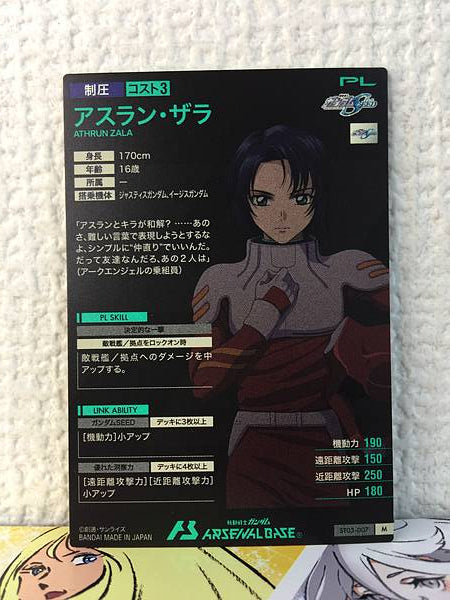 制圧 コスト3
PL
アスラン・ザラ
ATHRUN ZALA
身長 170cm
年齢 16歳
所属 ―
搭乗機体 ジャスティスガンダム,イージスガンダム
「アスランとキラが和解? ……あの
さ、難しい言葉で表現しようとするな
よ、シンプルに"仲直り"でいいんだ。
だって友達なんだろ、あの2人は」
(アークエンジェルの乗組員)
PL SKILL
決定的な一撃
敵戦艦/拠点をロックオン時
敵戦艦/拠点へのダメージを中
アップする。
LINK ABILITY
ガンダムSEED デッキに3枚以上
[機動力]小アップ
優れた洞察力 デッキに4枚以上
[遠距離攻撃力][近距離攻撃力]
小アップ
機動力 190
遠距離攻撃 150
近距離攻撃 250
HP 180
ST03-007 M
©創通・サンライズ
BANDAI MADE IN JAPAN
機動戦士ガンダム
ARSENAL BASE®